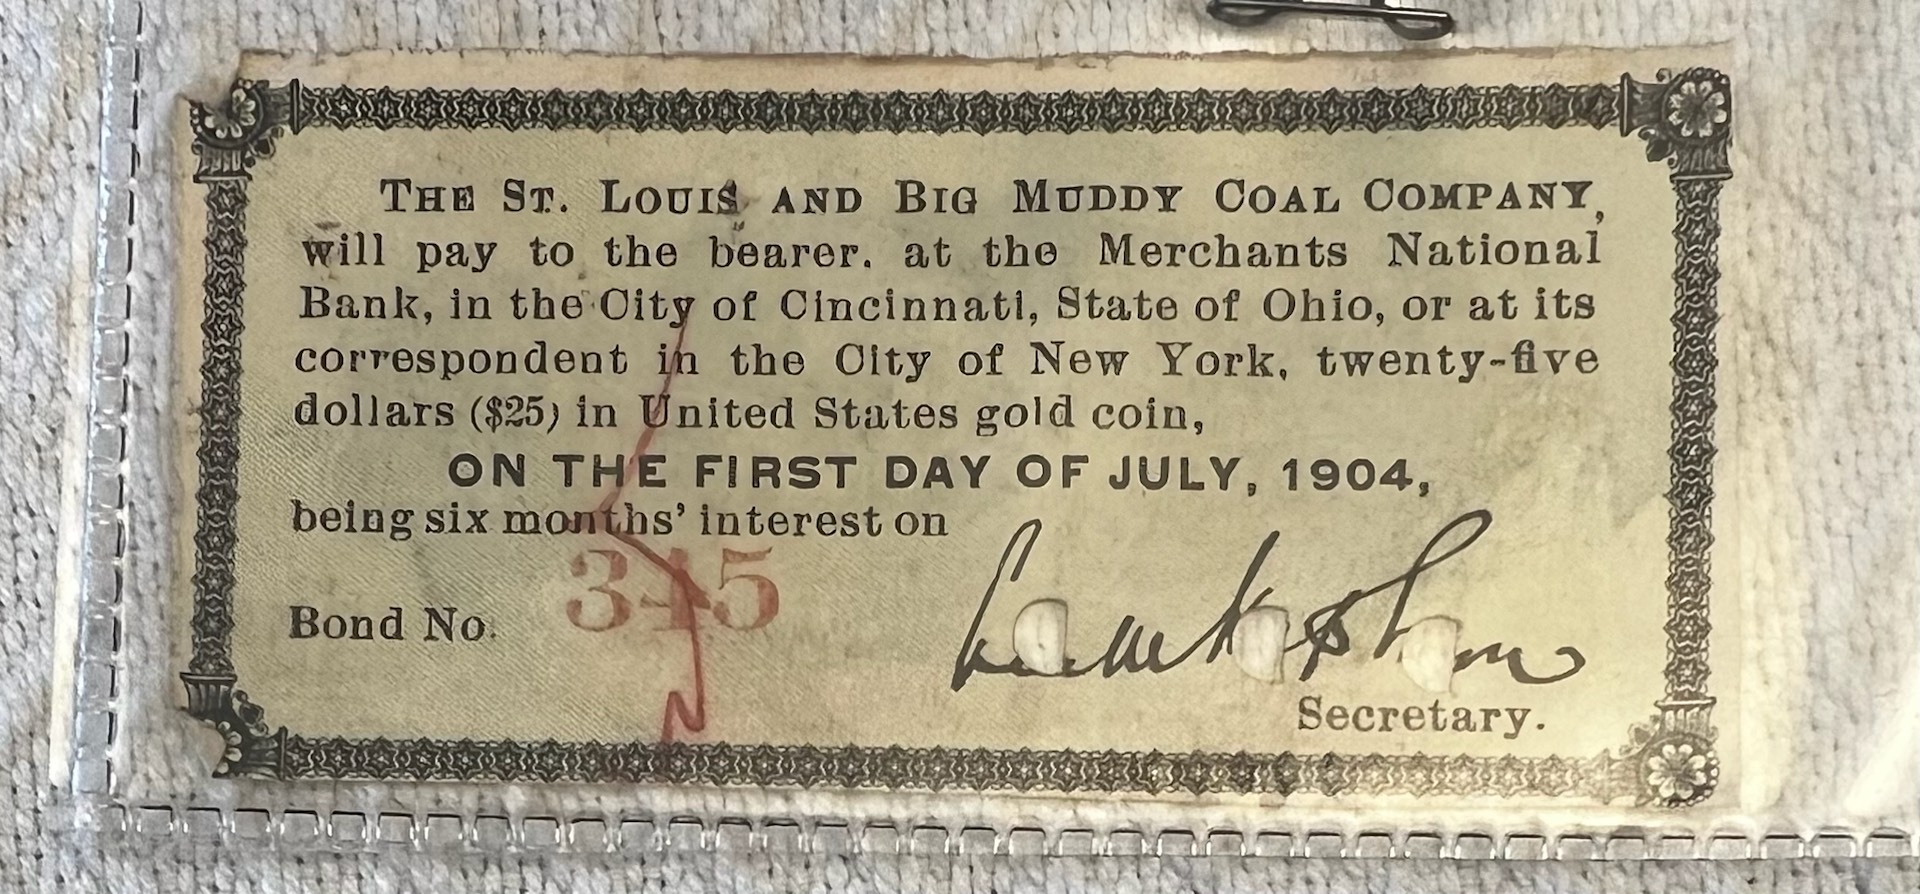 THE ST. LOUIS AND BIG MUDDY COAL COMPANY,
will pay to the bearer. at the Merchants National
Bank, in the City of Cincinnati, State of Ohio, or at its
correspondent in the City of New York, twenty-five
dollars ($25) in United States gold coin,
ON THE FIRST DAY OF JULY, 1904,
being six months' interest on
Bond No. 345
Secretary.